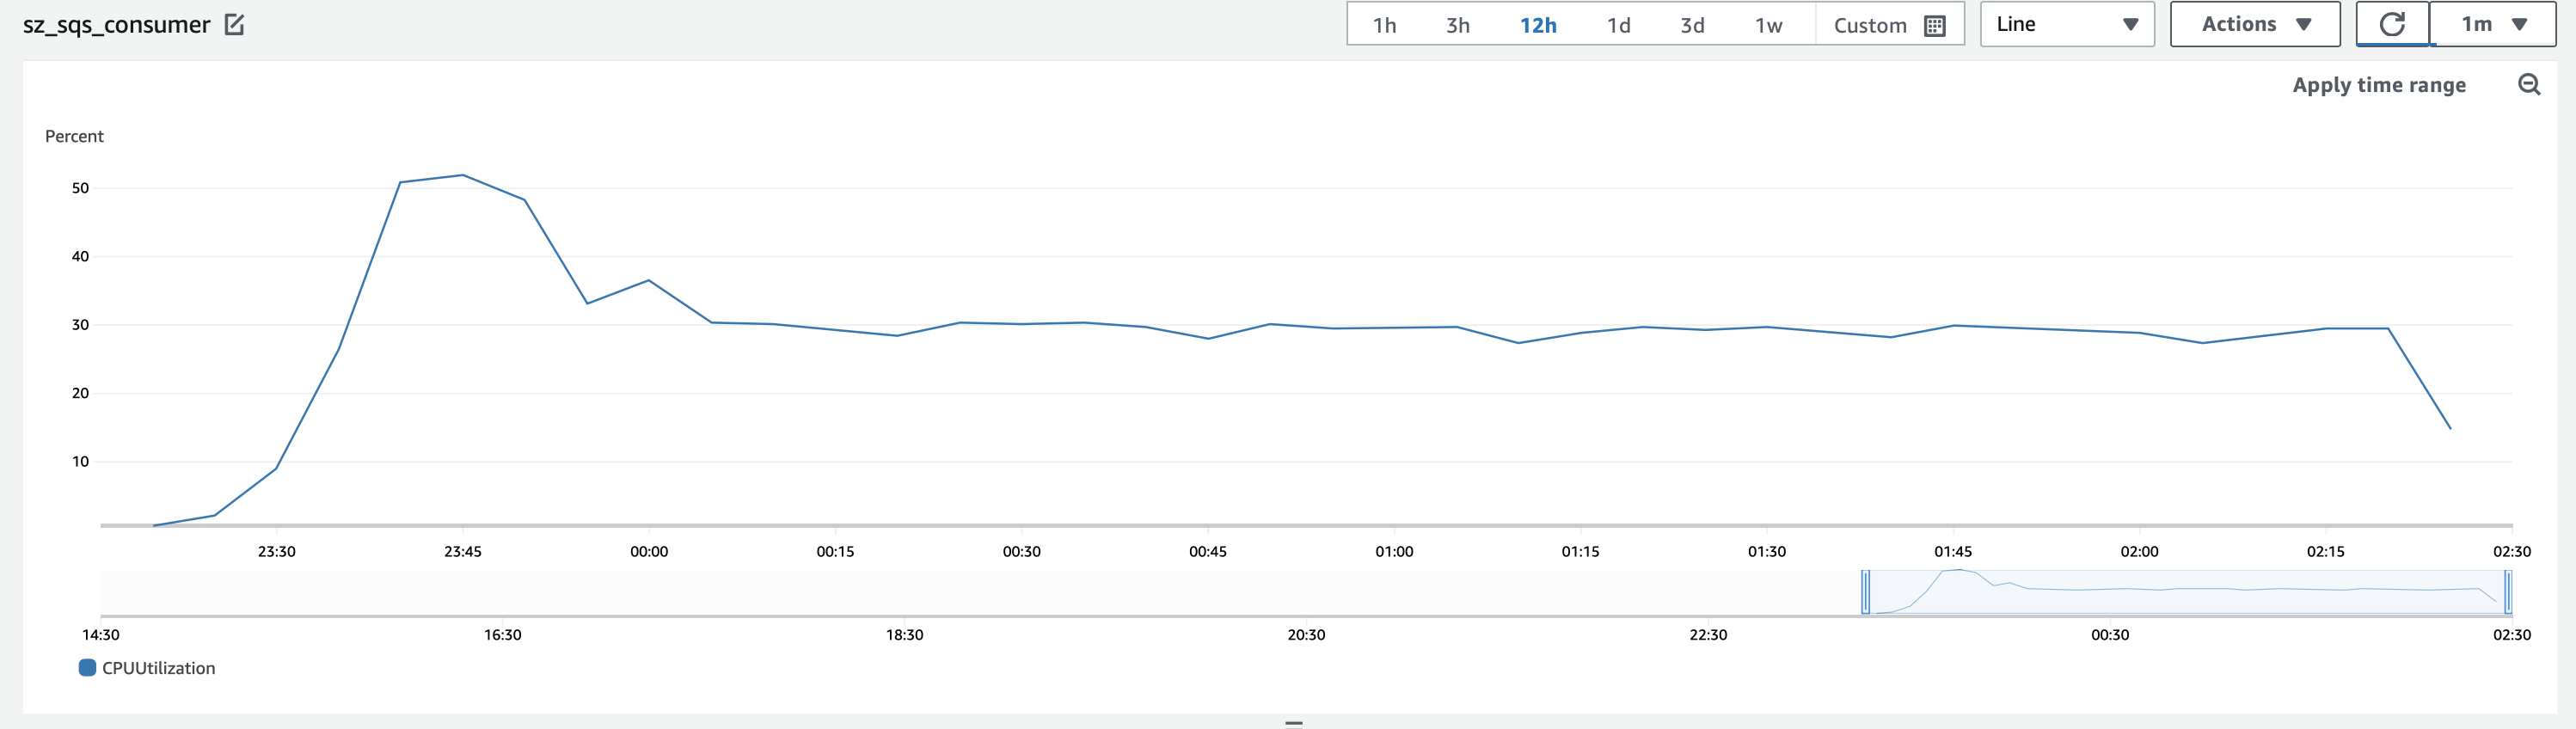 sz_sqs_consumer
1h 3h 12h 1d 3d 1w Custom Line Actions 1m
Apply time range
Percent
50
40
30
20
10
23:30 23:45 00:00 00:15 00:30 00:45 01:00 01:15 01:30 01:45 02:00 02:15 02:30
14:30 16:30 18:30 20:30 22:30 00:30 02:30
CPUUtilization